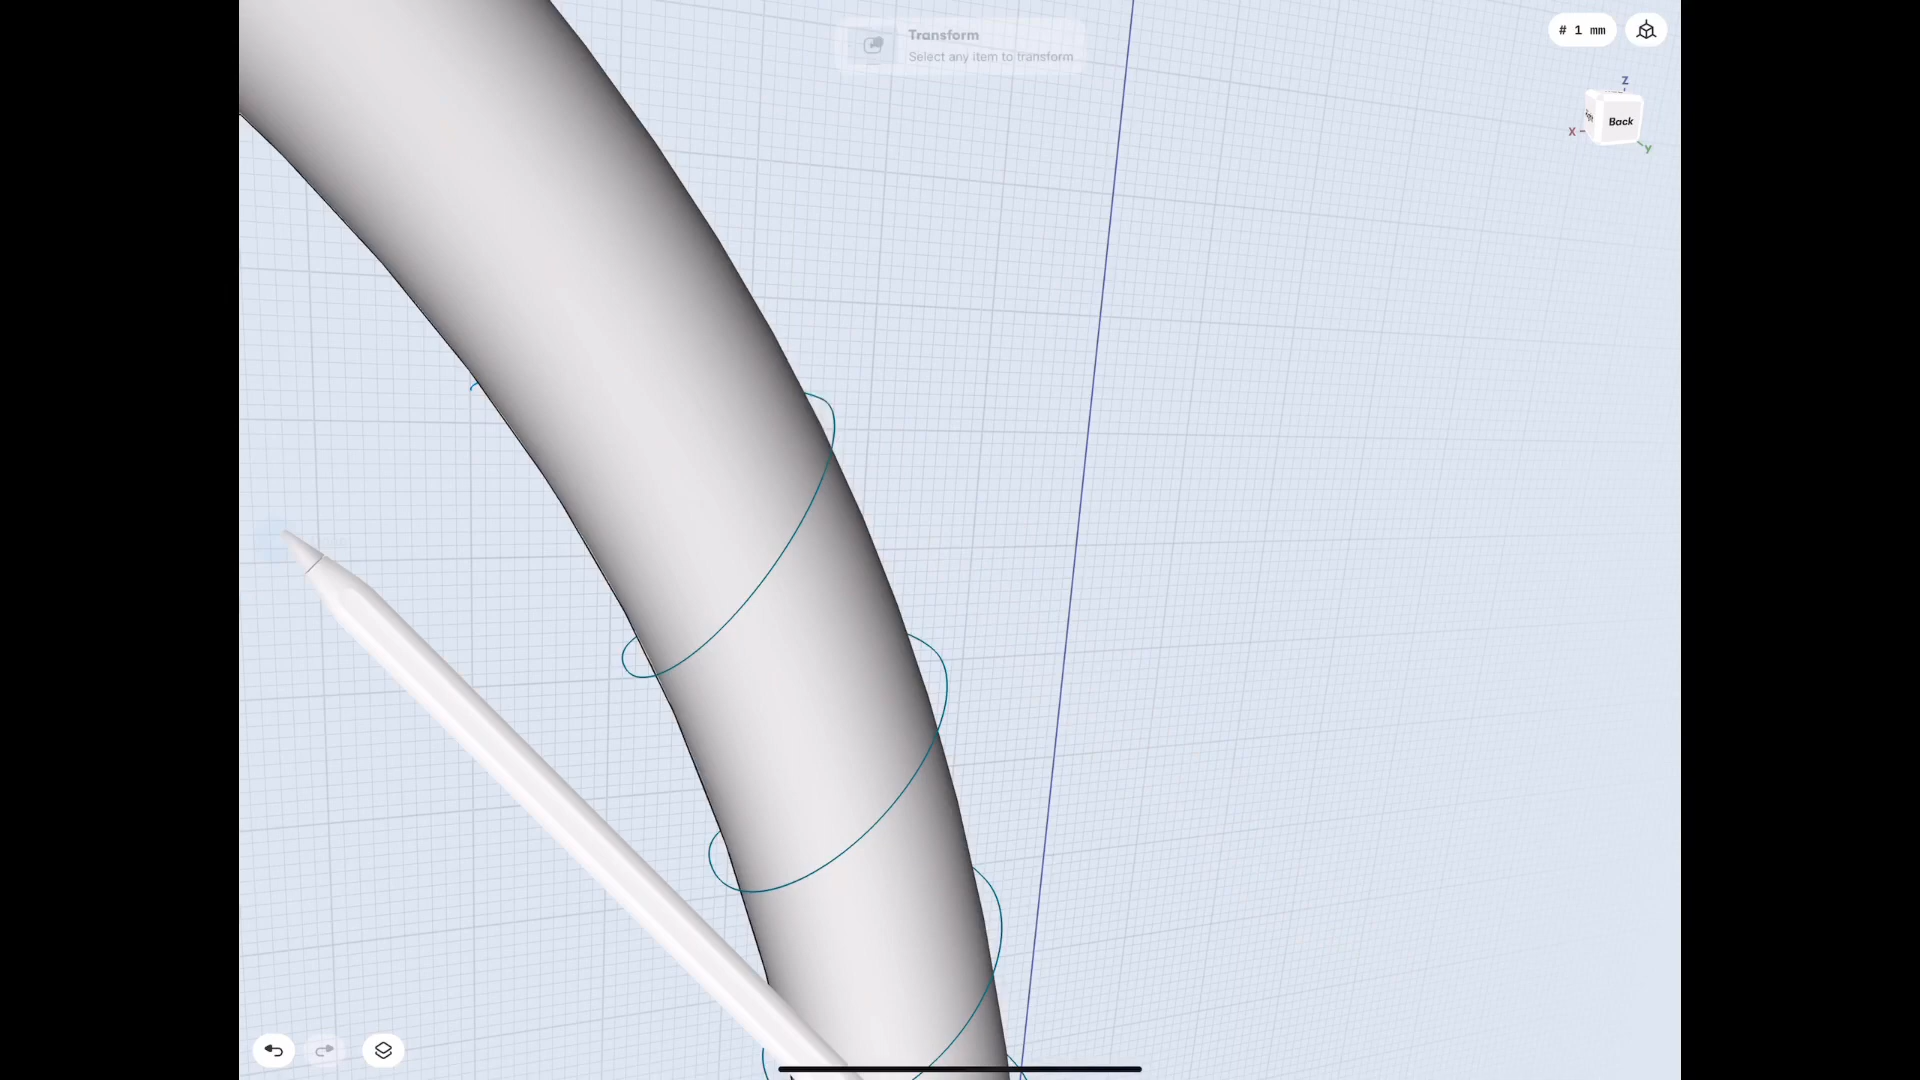 Transform
Select any item to transform
# 1 mm
Z
Back
X
y